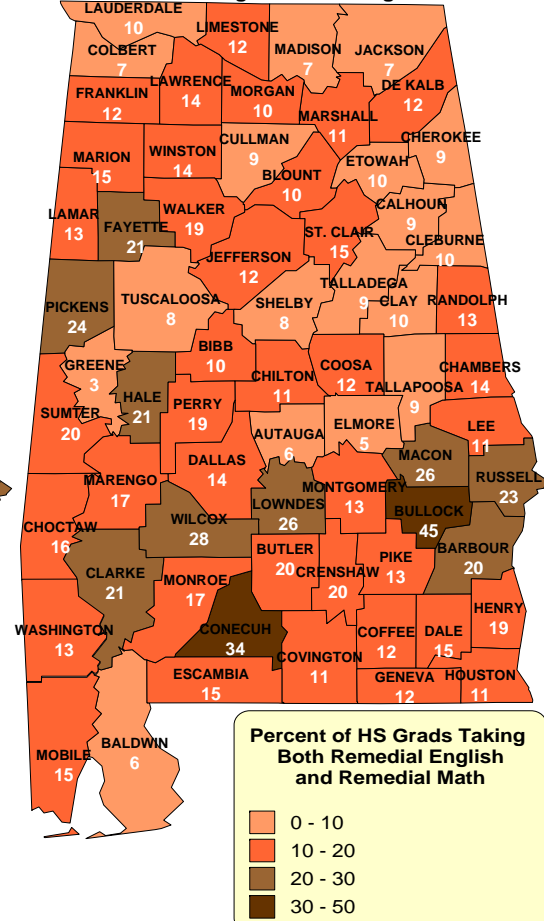 LAUDERDALE
10
LIMESTONE
12
MADISON
7
JACKSON
7
COLBERT
7
FRANKLIN
12
LAWRENCE
14
MORGAN
10
MARSHALL
11
DE KALB
12
CHEROKEE
9
MARION
15
WINSTON
14
CULLMAN
9
BLOUNT
10
ETOWAH
10
CALHOUN
9
CLEBURNE
10
LAMAR
13
FAYETTE
21
WALKER
19
JEFFERSON
12
ST. CLAIR
15
TALLADEGA
9
CLAY
10
RANDOLPH
13
PICKENS
24
TUSCALOOSA
8
SHELBY
8
BIBB
10
CHILTON
11
COOSA
12
TALLAPOOSA
9
CHAMBERS
14
GREENE
3
HALE
21
PERRY
19
SUMTER
20
AUTAUGA
6
ELMORE
5
LEE
11
MACON
26
RUSSELL
23
MARENGO
17
DALLAS
14
LOWNDES
26
MONTGOMERY
13
BULLOCK
45
CHOCTAW
16
WILCOX
28
BUTLER
20
CRENSHAW
20
PIKE
13
BARBOUR
20
CLARKE
21
MONROE
17
CONECUH
34
WASHINGTON
13
COVINGTON
11
COFFEE
12
DALE
15
HENRY
19
ESCAMBIA
15
GENEVA
12
HOUSTON
11
MOBILE
15
BALDWIN
6
Percent of HS Grads Taking
Both Remedial English
and Remedial Math
0 - 10
10 - 20
20 - 30
30 - 50